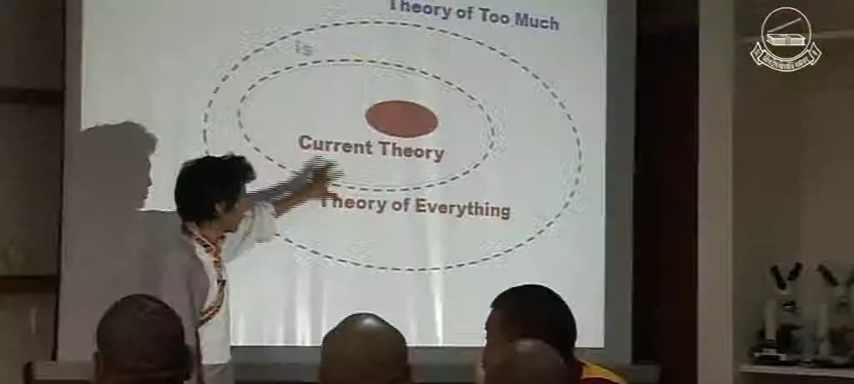 Theory of Too Much
is
Current Theory
Theory of Everything